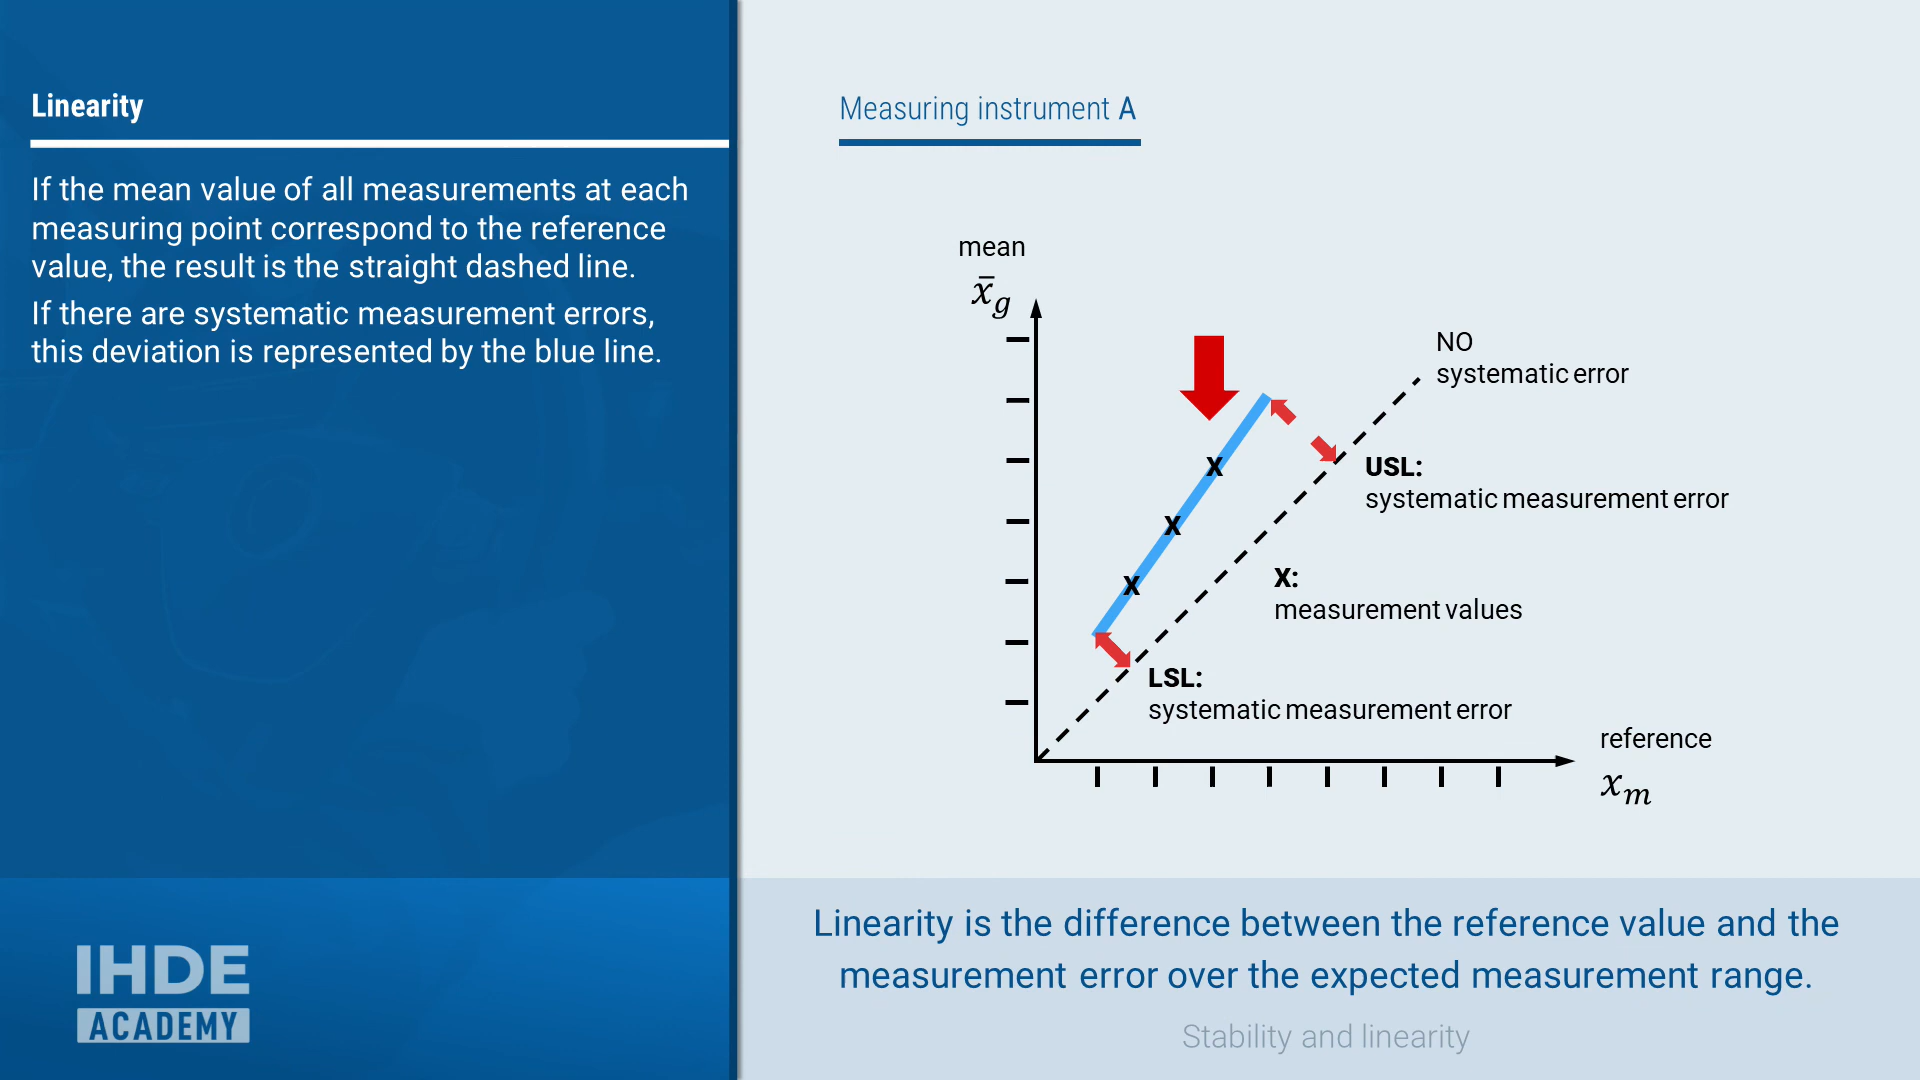 Linearity
If the mean value of all measurements at each
measuring point correspond to the reference
value, the result is the straight dashed line.
If there are systematic measurement errors,
this deviation is represented by the blue line.
IHDE
ACADEMY
Measuring instrument A
mean
x̄g
NO
systematic error
USL:
systematic measurement error
X
X
X
X:
measurement values
LSL:
systematic measurement error
reference
xm
Linearity is the difference between the reference value and the
measurement error over the expected measurement range.
Stability and linearity